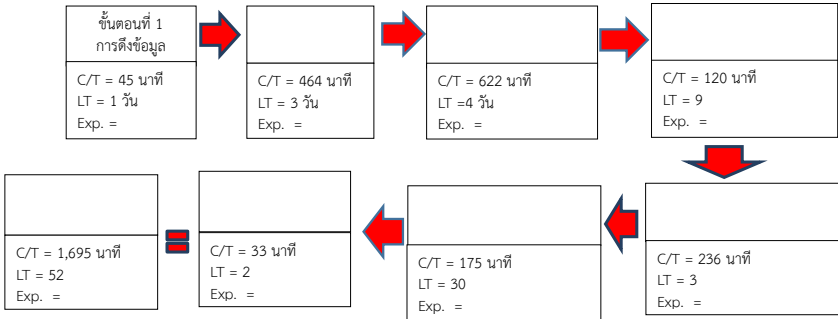 ขั้นตอนที่ 1
การดึงข้อมูล
C/T = 45 นาที
LT = 1 วัน
Exp. =
C/T = 464 นาที
LT = 3 วัน
Exp. =
C/T = 622 นาที
LT =4 วัน
Exp. =
C/T = 120 นาที
LT = 9
Exp. =
C/T = 236 นาที
LT = 3
Exp. =
C/T = 175 นาที
LT = 30
Exp. =
C/T = 33 นาที
LT = 2
Exp. =
C/T = 1,695 นาที
LT = 52
Exp. =